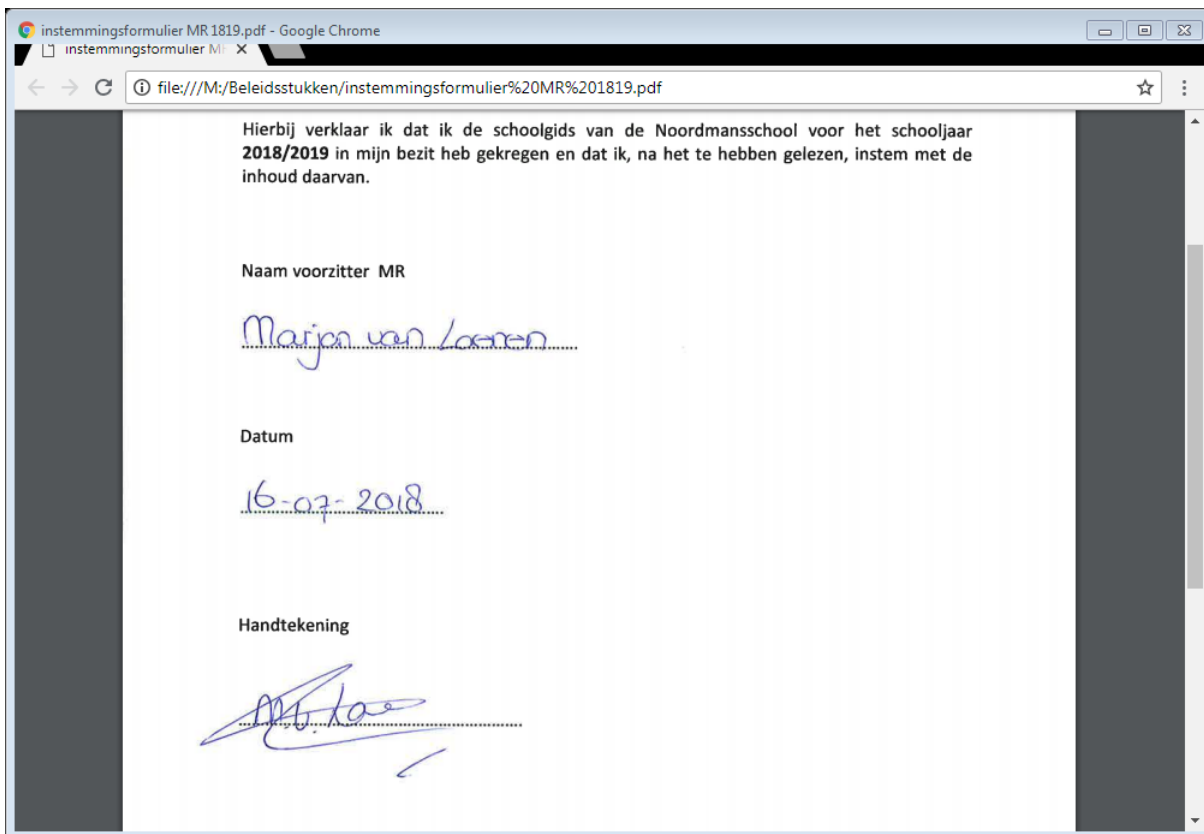 instemmingsformulier MR 1819.pdf - Google Chrome
instemmingsformulier M
file:///M:/Beleidsstukken/instemmingsformulier%20MR%201819.pdf
Hierbij verklaar ik dat ik de schoolgids van de Noordmansschool voor het schooljaar
2018/2019 in mijn bezit heb gekregen en dat ik, na het te hebben gelezen, instem met de
inhoud daarvan.
Naam voorzitter MR
Marjon van Loenen
Datum
16-07-2018
Handtekening